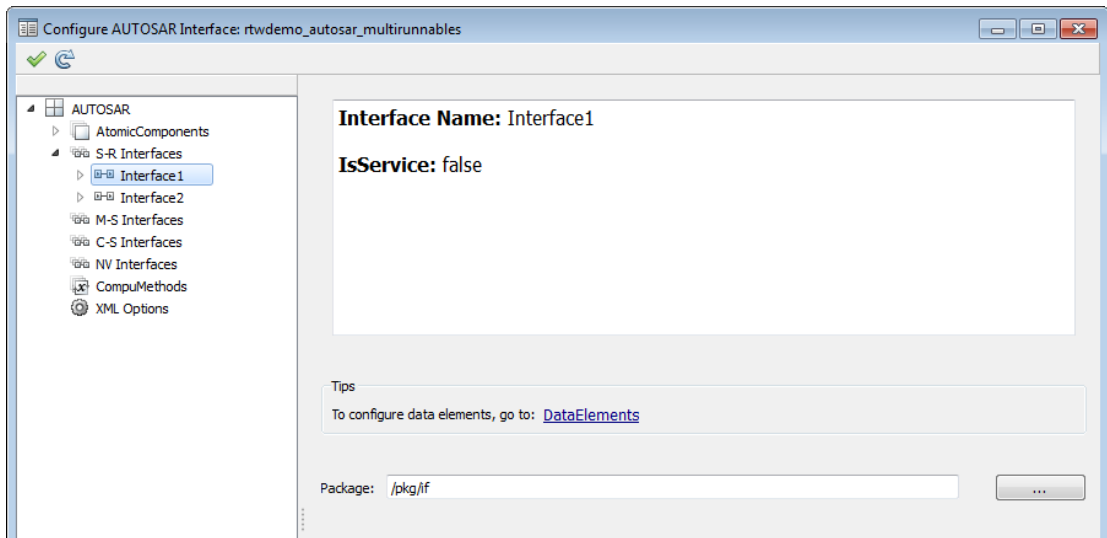 Configure AUTOSAR Interface: rtwdemo_autosar_multirunnables
AUTOSAR
AtomicComponents
S-R Interfaces
Interface1
Interface2
M-S Interfaces
C-S Interfaces
NV Interfaces
CompuMethods
XML Options
Interface Name: Interface1
IsService: false
Tips
To configure data elements, go to: DataElements
Package: /pkg/if ...